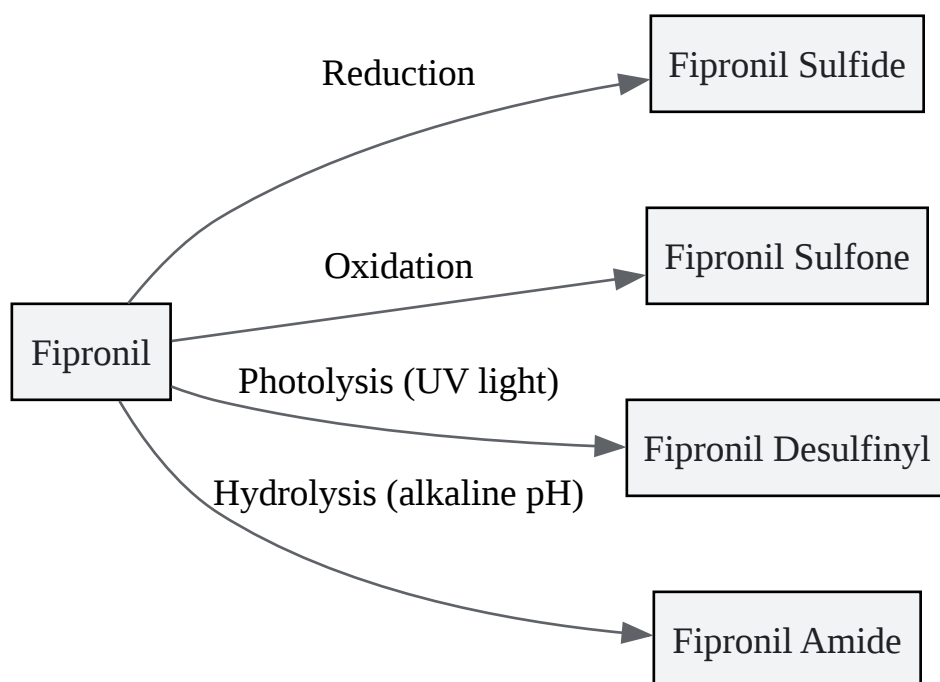 Reduction
Fipronil Sulfide
Oxidation
Fipronil Sulfone
Fipronil
Photolysis (UV light)
Fipronil Desulfinyl
Hydrolysis (alkaline pH)
Fipronil Amide